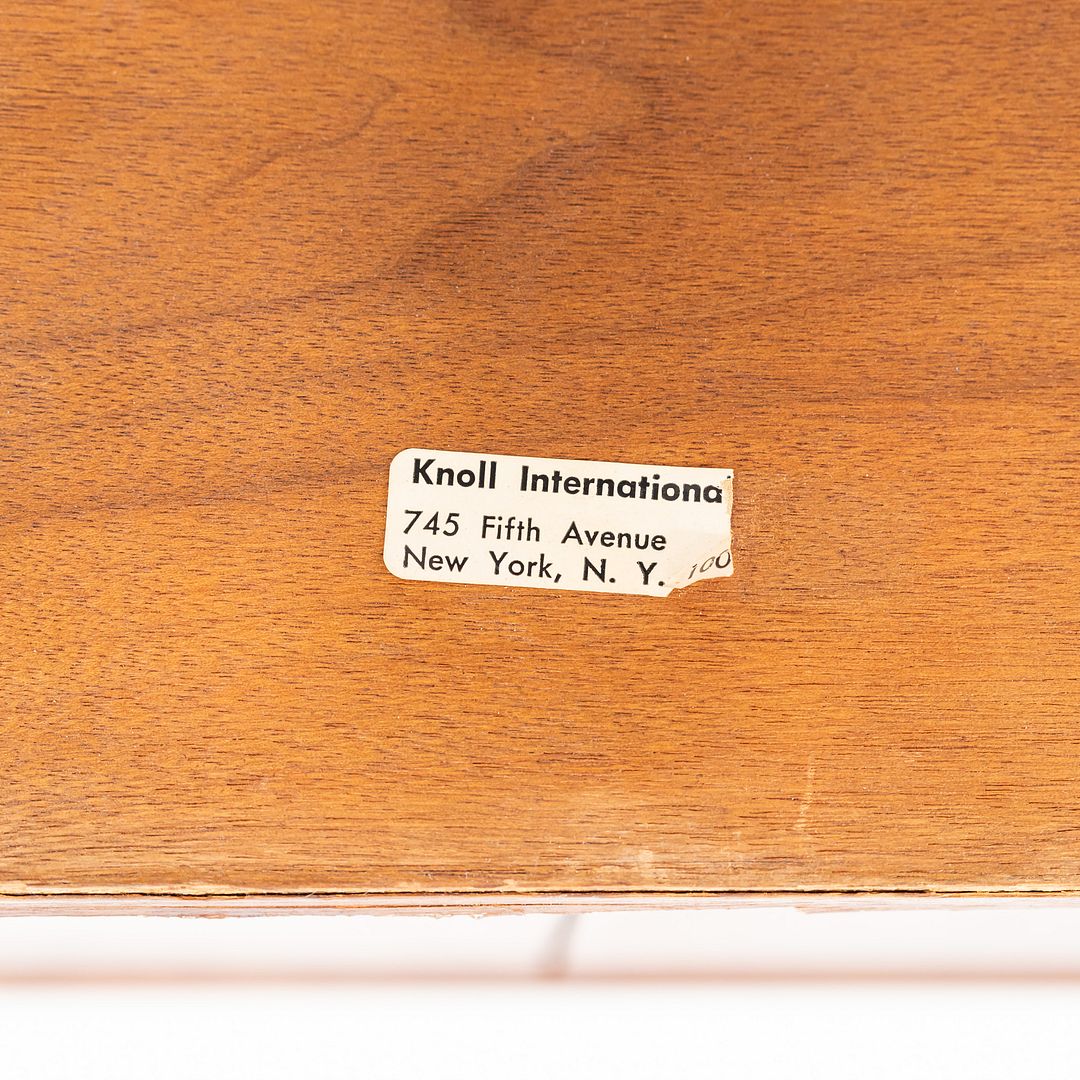 Knoll Internationa
745 Fifth Avenue
New York, N. Y. 100